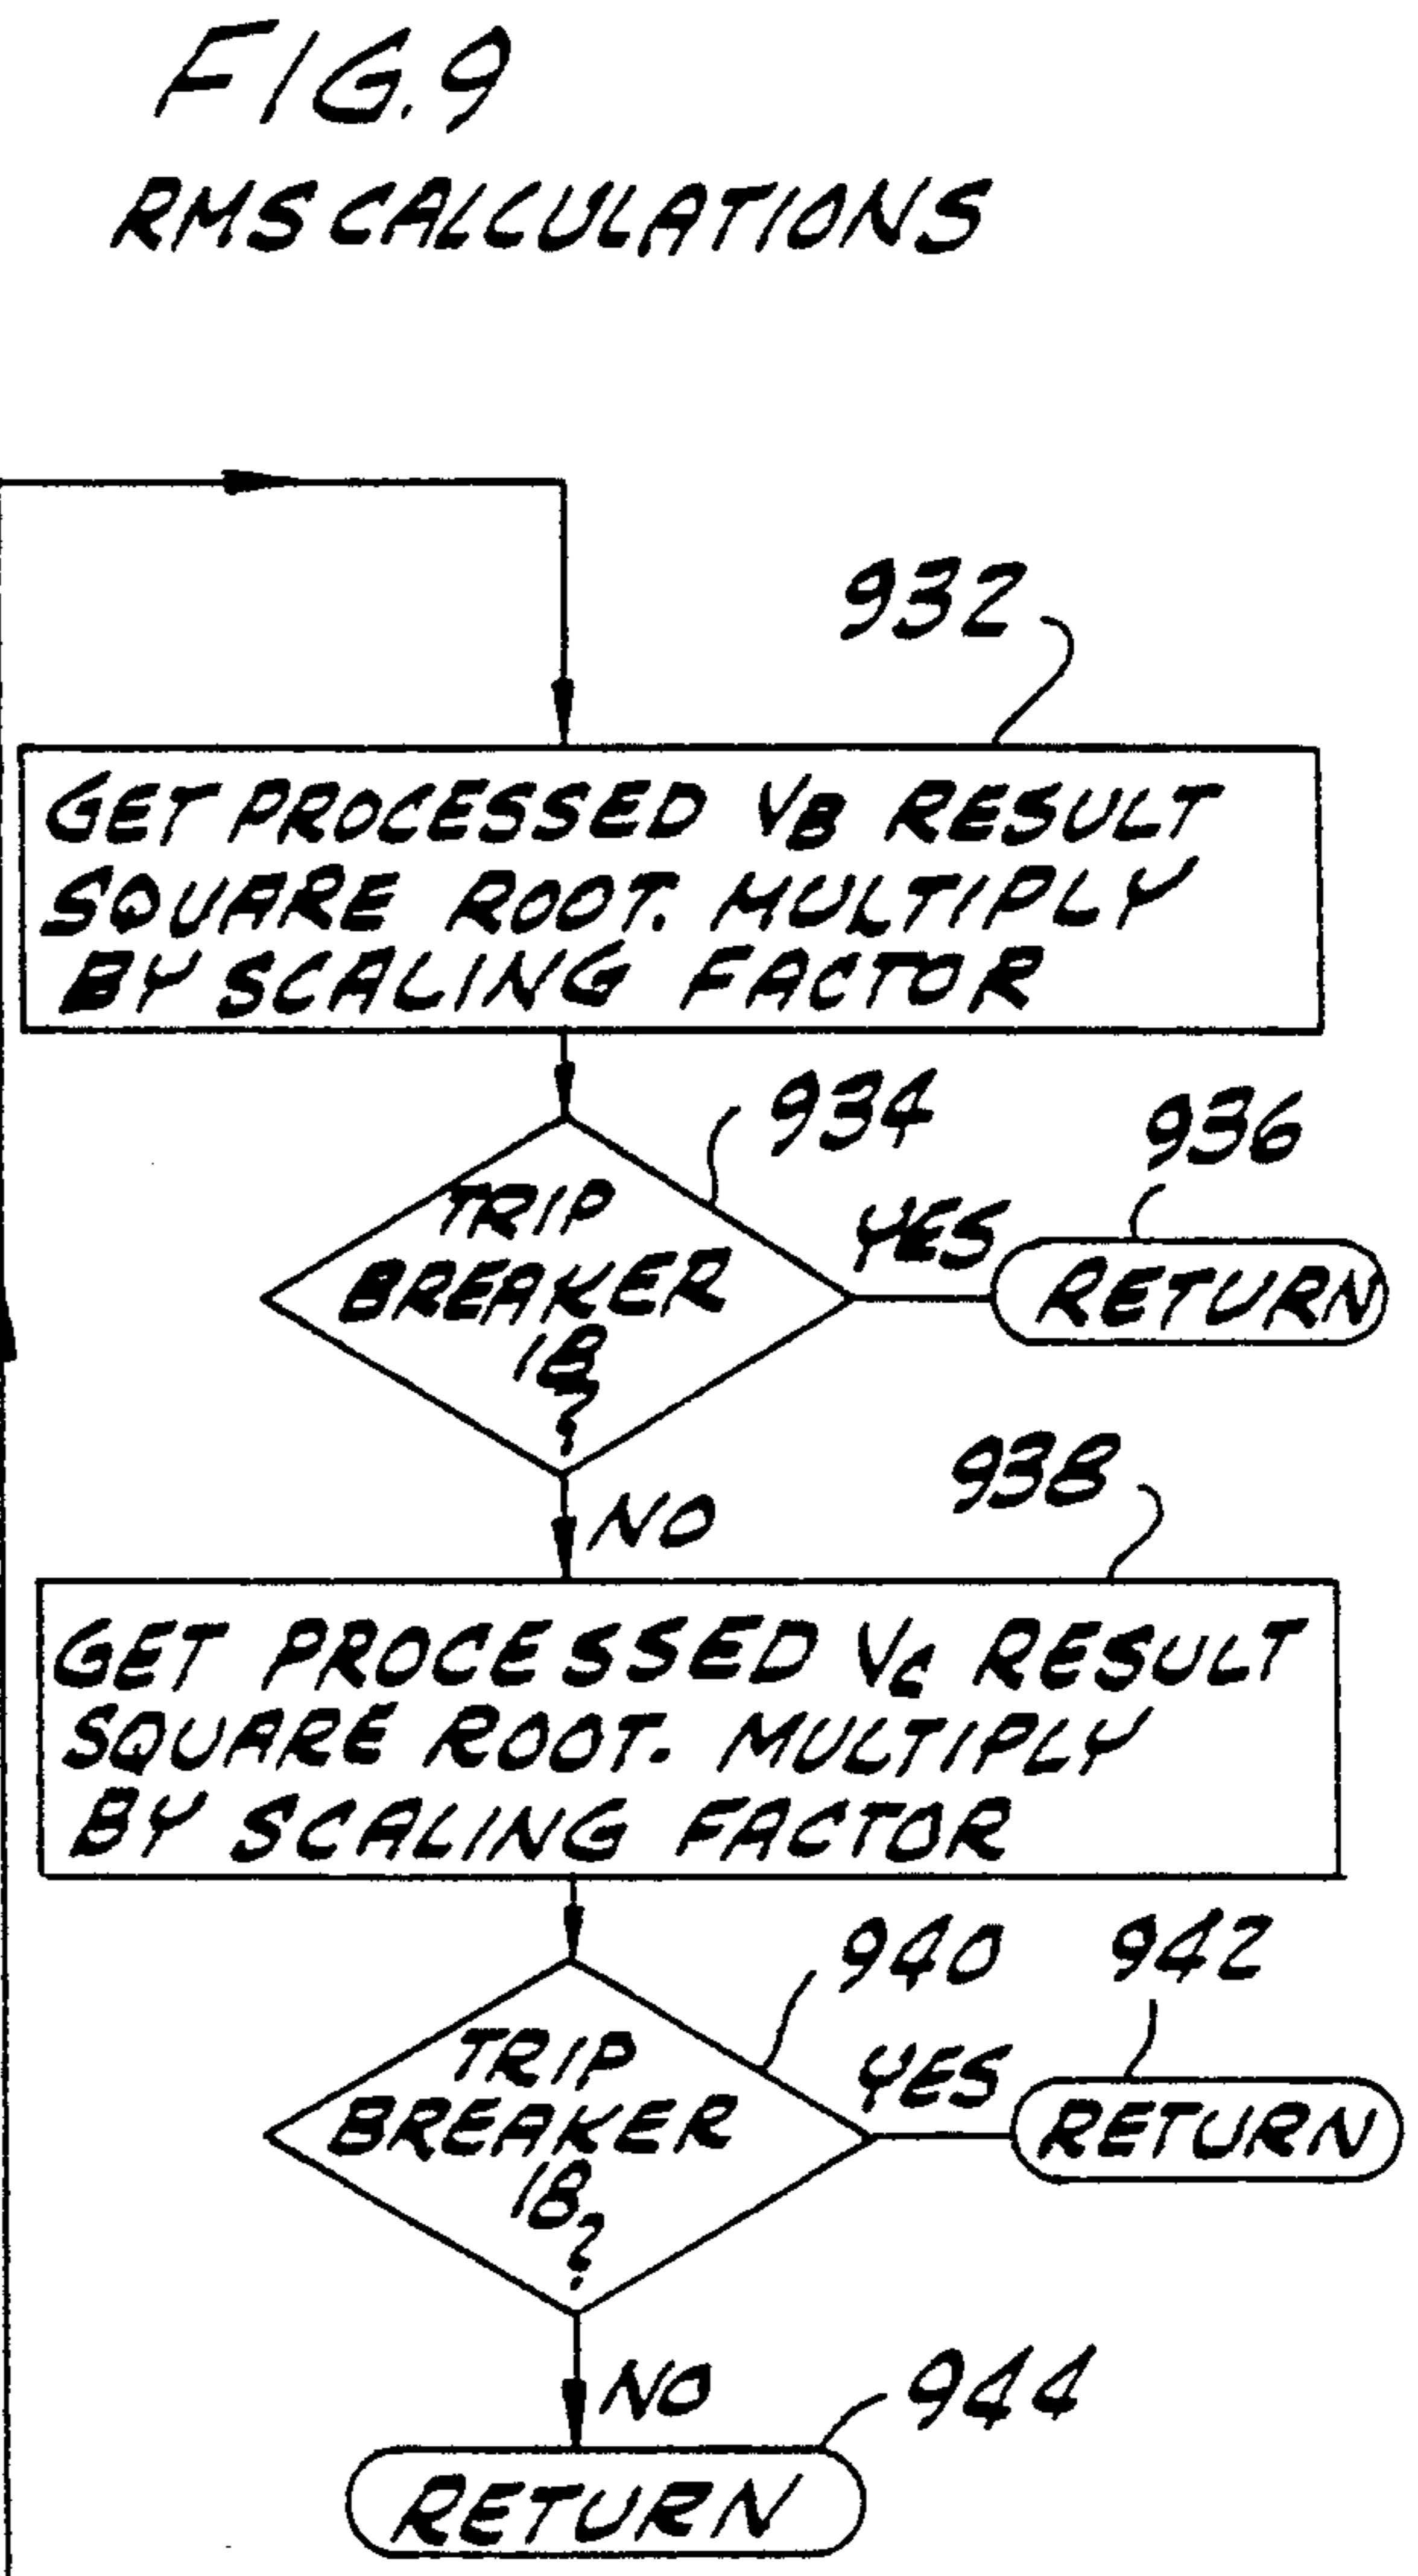 FIG.9
RMS CALCULATIONS
932
GET PROCESSED VB RESULT
SQUARE ROOT. MULTIPLY
BY SCALING FACTOR
934
936
TRIP
BREAKER
18
?
YES
RETURN
NO
938
GET PROCESSED VC RESULT
SQUARE ROOT. MULTIPLY
BY SCALING FACTOR
940
942
TRIP
BREAKER
18
?
YES
RETURN
NO
944
RETURN